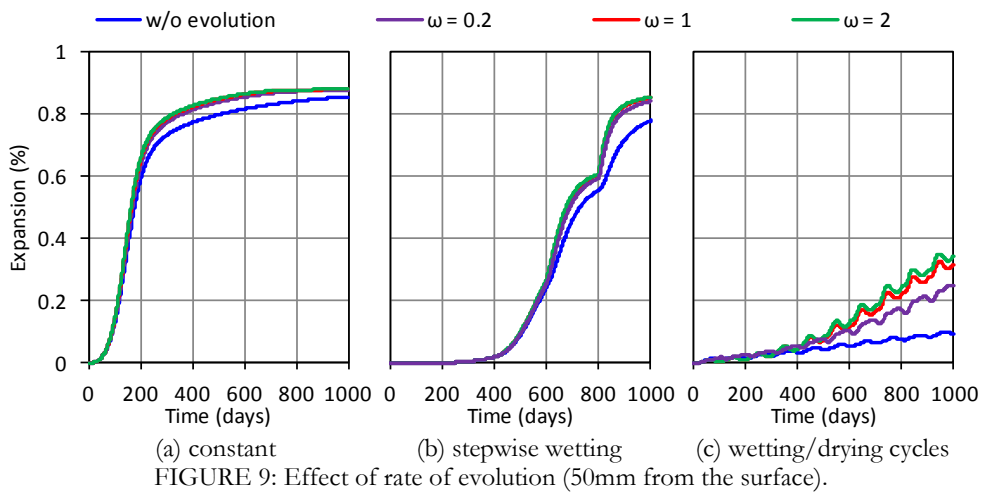 w/o evolution ω = 0.2 ω = 1 ω = 2
Expansion (%)
1
0.8
0.6
0.4
0.2
0
0 200 400 600 800 1000
0 200 400 600 800 1000
0 200 400 600 800 1000
Time (days) Time (days) Time (days)
(a) constant (b) stepwise wetting (c) wetting/drying cycles
FIGURE 9: Effect of rate of evolution (50mm from the surface).